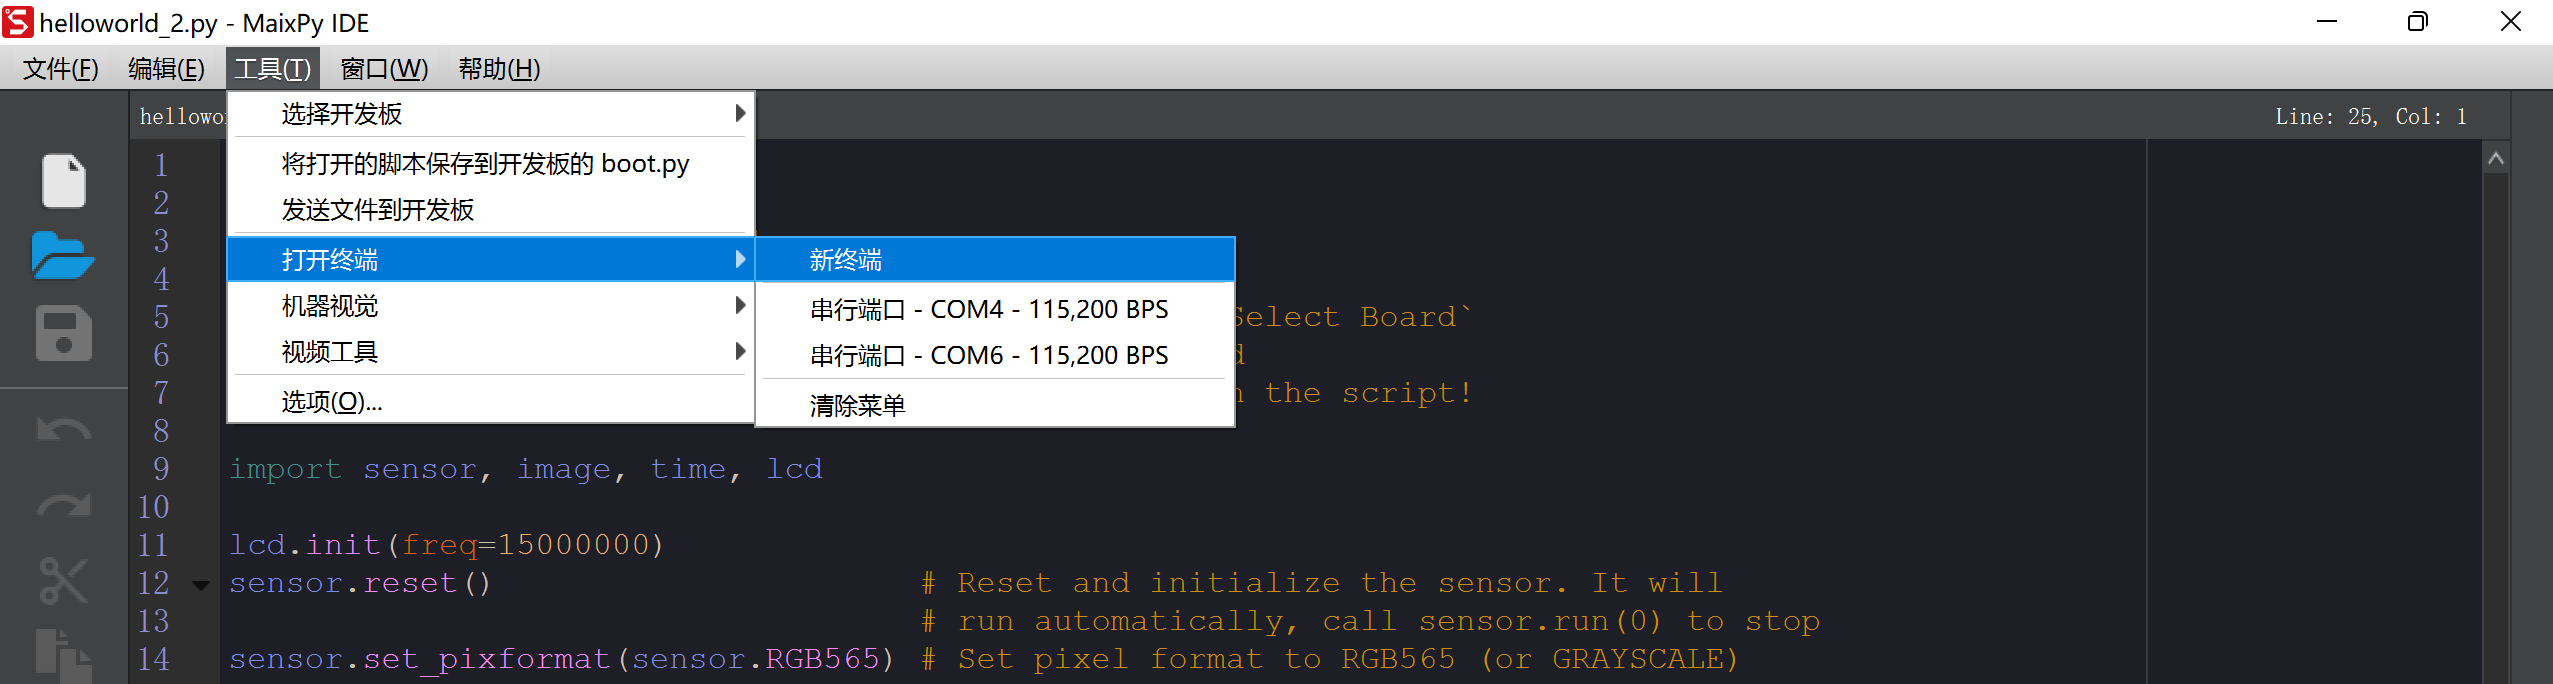 helloworld_2.py - MaixPy IDE
文件(F) 编辑(E) 工具(T) 窗口(W) 帮助(H)
Line: 25, Col: 1
选择开发板
将打开的脚本保存到开发板的 boot.py
发送文件到开发板
打开终端
机器视觉
视频工具
选项(O)...
新终端
串行端口 - COM4 - 115,200 BPS
串行端口 - COM6 - 115,200 BPS
清除菜单
1
2
3
4
5 Select Board`
6
7 the script!
8
9 import sensor, image, time, lcd
10
11 lcd.init(freq=15000000)
12 sensor.reset() # Reset and initialize the sensor. It will
13 # run automatically, call sensor.run(0) to stop
14 sensor.set_pixformat(sensor.RGB565) # Set pixel format to RGB565 (or GRAYSCALE)